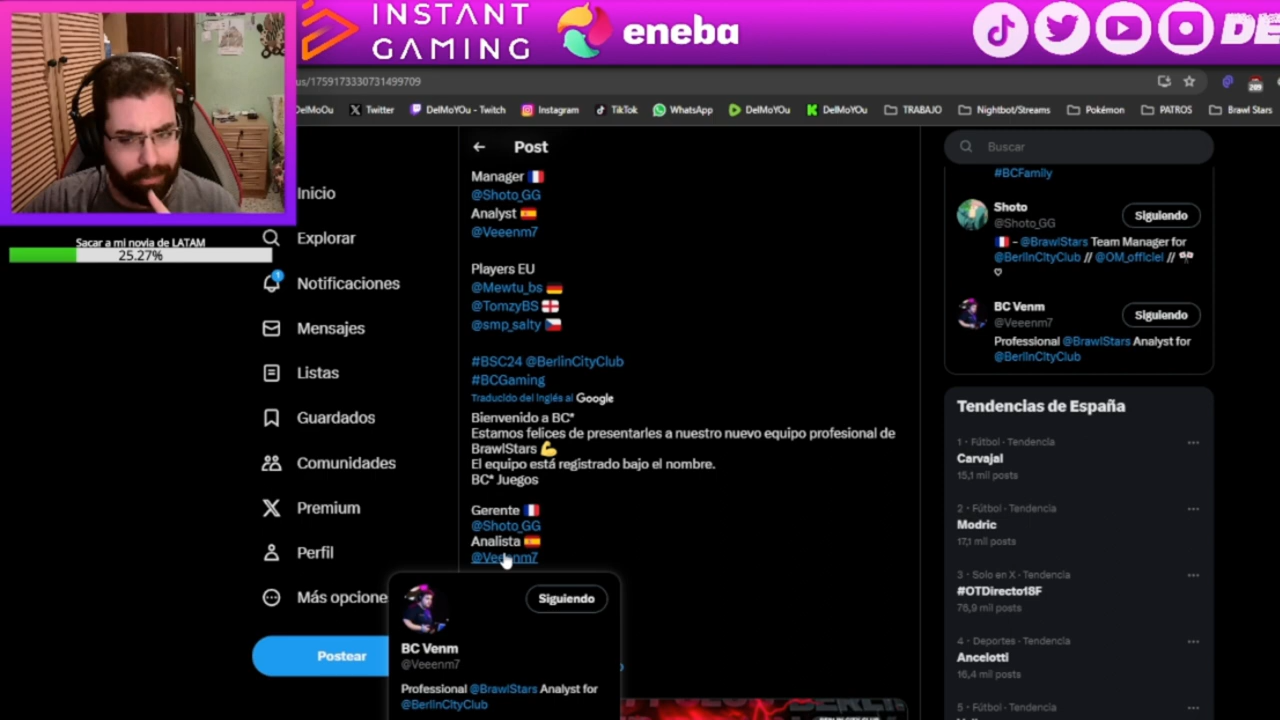 INSTANT
GAMING
eneba
us/1759173330731499709
DelMoOu
Twitter
DelMoYOu - Twitch
Instagram
TikTok
WhatsApp
DelMoYOu
DelMoYOu
TRABAJO
Nightbot/Streams
Pokémon
PATROS
Brawl Stars
Sacar a mi novia de LATAM
25.27%
Inicio
Explorar
Notificaciones
1
Mensajes
Listas
Guardados
Comunidades
Premium
Perfil
Más opcione
Postear
Post
Manager
@Shoto_GG
Analyst
@Veeenm7
Players EU
@Mewtu_bs
@TomzyBS
@smp_salty
#BSC24 @BerlinCityClub
#BCGaming
Traducido del inglés al Google
Bienvenido a BC*
Estamos felices de presentarles a nuestro nuevo equipo profesional de
BrawlStars
El equipo está registrado bajo el nombre.
BC* Juegos
Gerente
@Shoto_GG
Analista
@Veeenm7
Siguiendo
BC Venm
@Veeenm7
Professional @BrawlStars Analyst for
@BerlinCityClub
Buscar
#BCFamily
Shoto
@Shoto_GG
Siguiendo
- @BrawlStars Team Manager for
@BerlinCityClub // @OM_officiel //
BC Venm
@Veeenm7
Siguiendo
Professional @BrawlStars Analyst for
@BerlinCityClub
Tendencias de España
1 · Fútbol · Tendencia
Carvajal
15,1 mil posts
2 · Fútbol · Tendencia
Modric
17,1 mil posts
3 · Solo en X · Tendencia
#OTDirecto18F
76,9 mil posts
4 · Deportes · Tendencia
Ancelotti
16,4 mil posts
5 · Fútbol · Tendencia